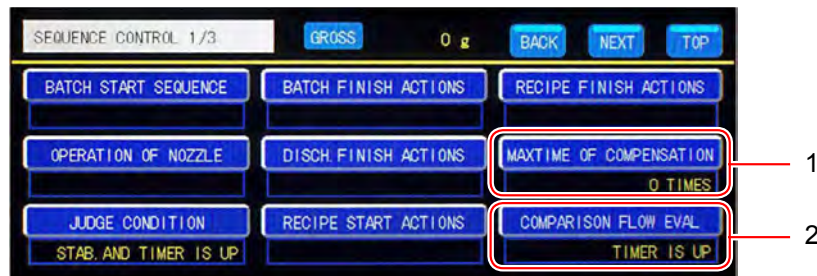 SEQUENCE CONTROL 1/3 GROSS 0 g BACK NEXT TOP
BATCH START SEQUENCE BATCH FINISH ACTIONS RECIPE FINISH ACTIONS
OPERATION OF NOZZLE DISCH. FINISH ACTIONS MAXTIME OF COMPENSATION 1
0 TIMES
JUDGE CONDITION RECIPE START ACTIONS COMPARISON FLOW EVAL 2
STAB. AND TIMER IS UP TIMER IS UP